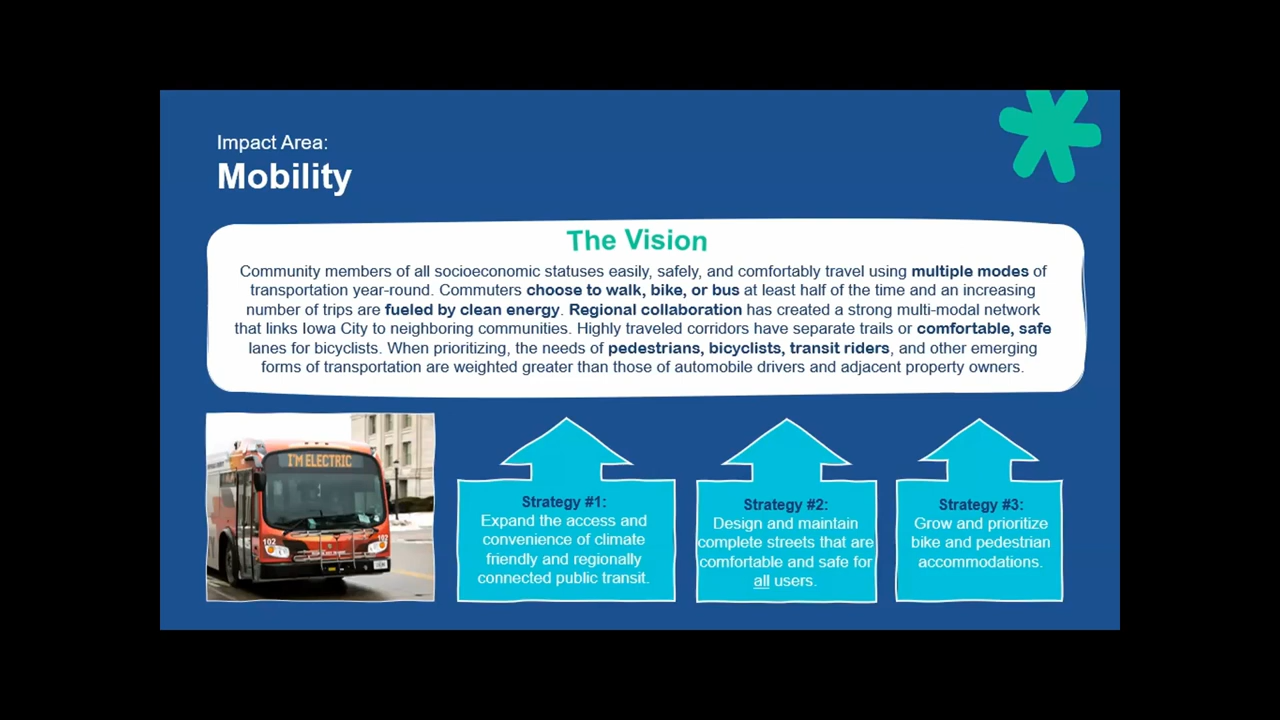 Impact Area:
Mobility
The Vision
Community members of all socioeconomic statuses easily, safely, and comfortably travel using multiple modes of
transportation year-round. Commuters choose to walk, bike, or bus at least half of the time and an increasing
number of trips are fueled by clean energy. Regional collaboration has created a strong multi-modal network
that links Iowa City to neighboring communities. Highly traveled corridors have separate trails or comfortable, safe
lanes for bicyclists. When prioritizing, the needs of pedestrians, bicyclists, transit riders, and other emerging
forms of transportation are weighted greater than those of automobile drivers and adjacent property owners.
I'M ELECTRIC
102
102
Strategy #1:
Expand the access and
convenience of climate
friendly and regionally
connected public transit.
Strategy #2:
Design and maintain
complete streets that are
comfortable and safe for
all users.
Strategy #3:
Grow and prioritize
bike and pedestrian
accommodations.